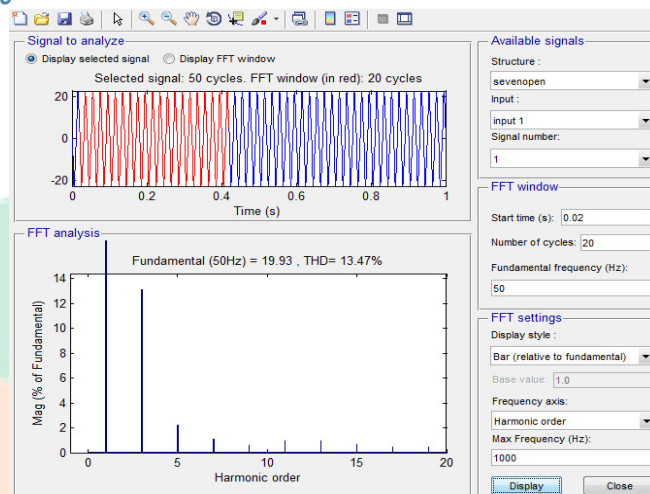 Signal to analyze
Display selected signal Display FFT window
Selected signal: 50 cycles. FFT window (in red): 20 cycles
20
0
-20
0 0.2 0.4 0.6 0.8 1
Time (s)
FFT analysis
Fundamental (50Hz) = 19.93 , THD= 13.47%
Mag (% of Fundamental)
14
12
10
8
6
4
2
0
0 5 10 15 20
Harmonic order
Available signals
Structure :
sevenopen
Input :
input 1
Signal number:
1
FFT window
Start time (s): 0.02
Number of cycles: 20
Fundamental frequency (Hz):
50
FFT settings
Display style :
Bar (relative to fundamental)
Base value: 1.0
Frequency axis:
Harmonic order
Max Frequency (Hz):
1000
Display Close